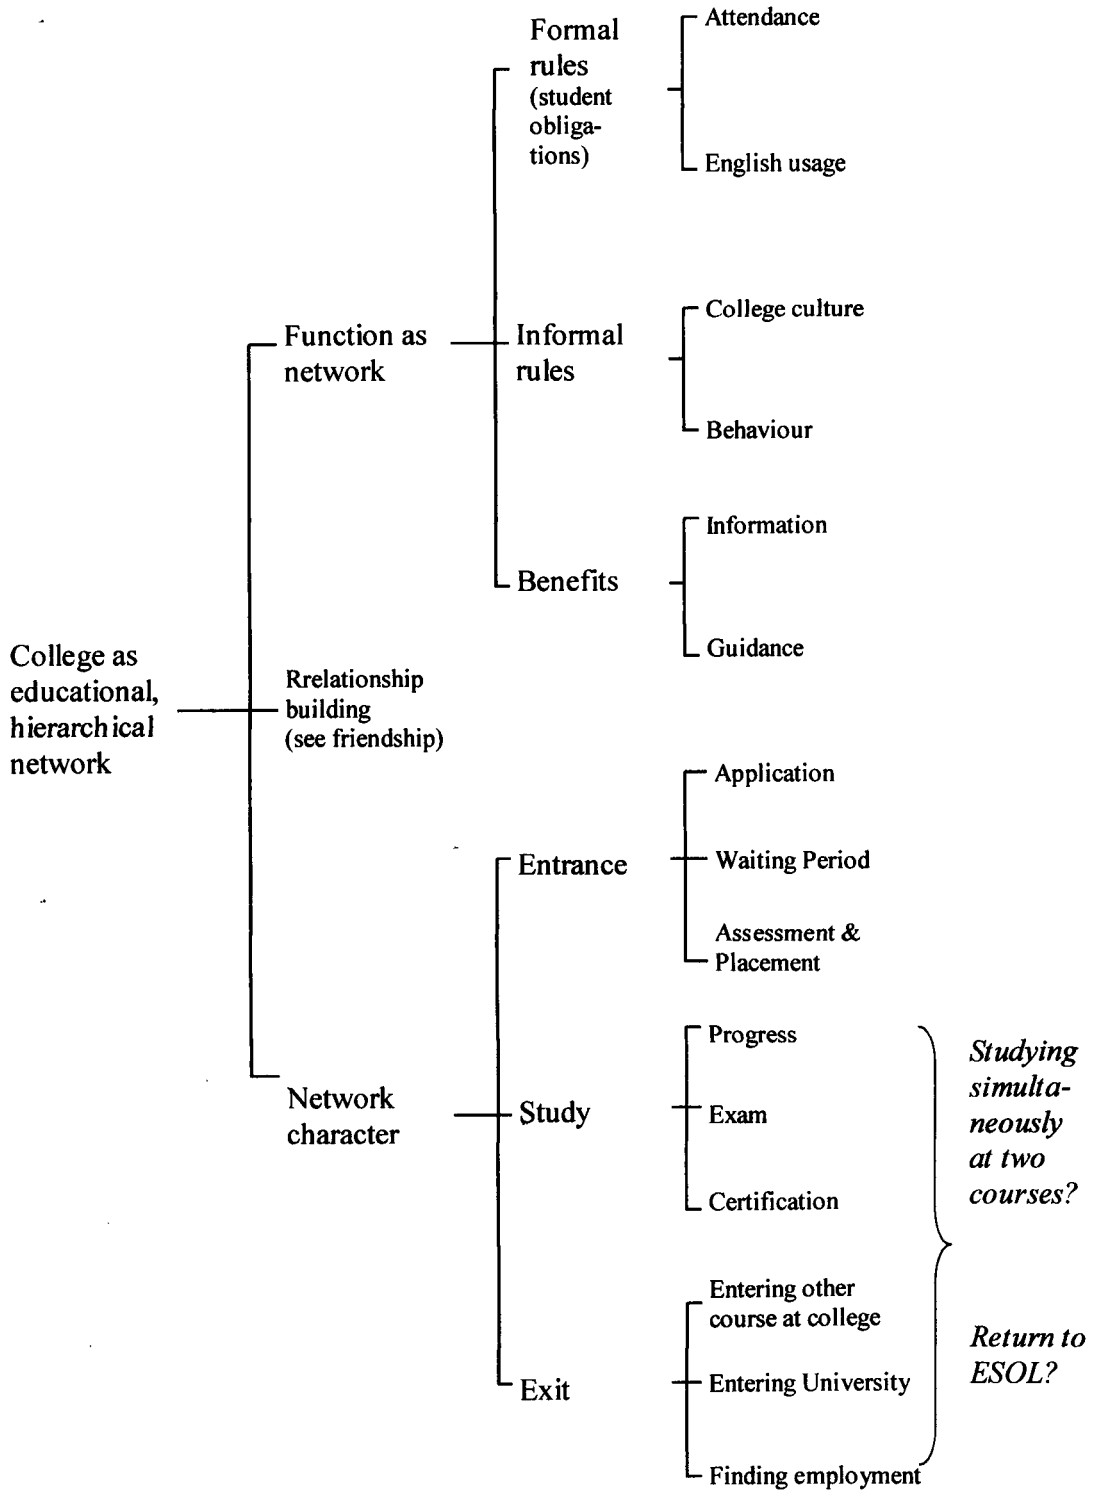 Formal
rules
(student
obliga-
tions)
Attendance
English usage
Function as
network
Informal
rules
College culture
Behaviour
Benefits
Information
Guidance
College as
educational,
hierarchical
network
Rrelationship
building
(see friendship)
Entrance
Application
Waiting Period
Assessment &
Placement
Network
character
Study
Progress
Exam
Certification
Studying
simulta-
neously
at two
courses?
Exit
Entering other
course at college
Entering University
Finding employment
Return to
ESOL?